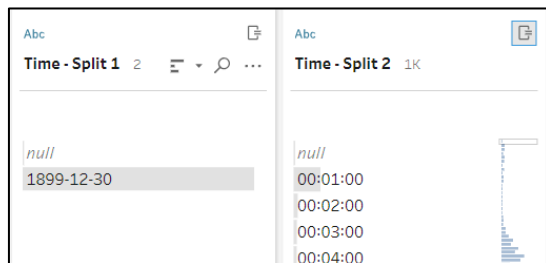 Abc
Time - Split 1 2
null
1899-12-30
Abc
Time - Split 2 1K
null
00:01:00
00:02:00
00:03:00
00:04:00